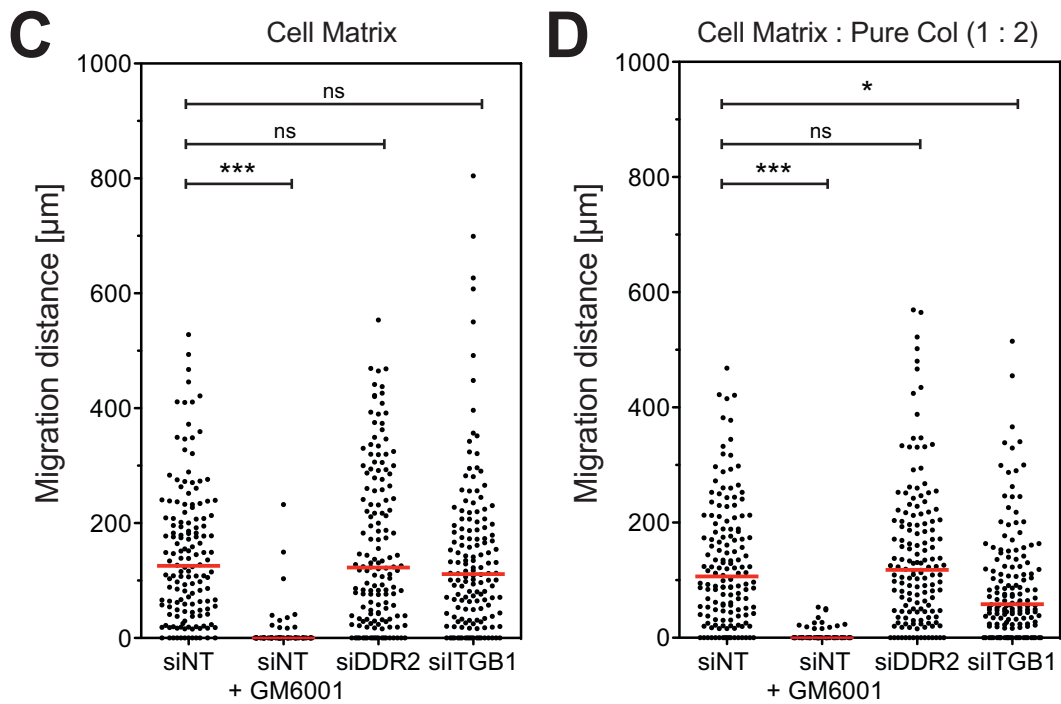 C
Cell Matrix
Migration distance [μm]
1000
800
600
400
200
0
ns
ns
***
siNT
siNT
+ GM6001
siDDR2
siITGB1
D
Cell Matrix : Pure Col (1 : 2)
Migration distance [μm]
1000
800
600
400
200
0
*
ns
***
siNT
siNT
+ GM6001
siDDR2
siITGB1